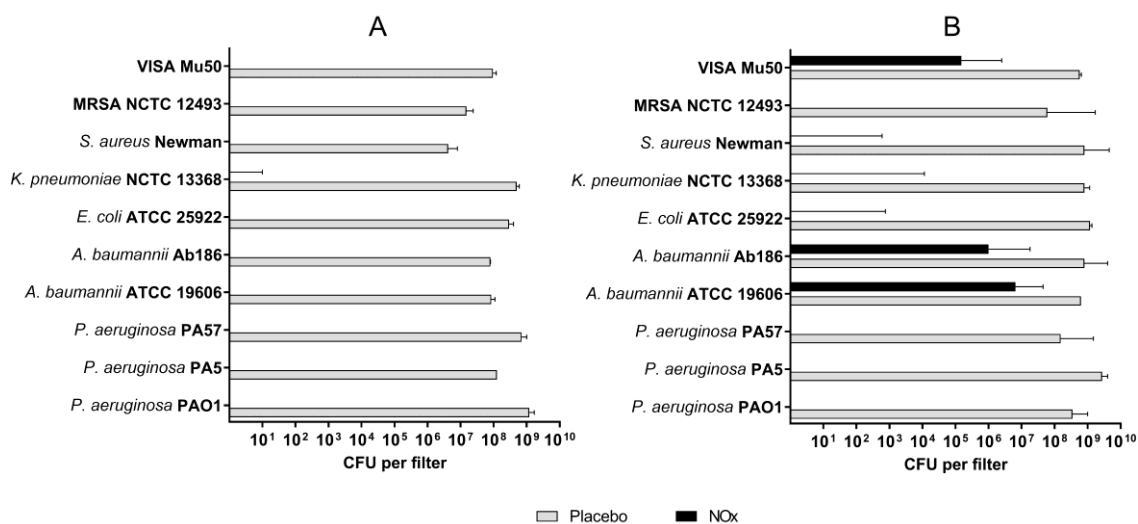 A
VISA Mu50
MRSA NCTC 12493
S. aureus Newman
K. pneumoniae NCTC 13368
E. coli ATCC 25922
A. baumannii Ab186
A. baumannii ATCC 19606
P. aeruginosa PA57
P. aeruginosa PA5
P. aeruginosa PAO1
10¹ 10² 10³ 10⁴ 10⁵ 10⁶ 10⁷ 10⁸ 10⁹ 10¹⁰
CFU per filter
B
VISA Mu50
MRSA NCTC 12493
S. aureus Newman
K. pneumoniae NCTC 13368
E. coli ATCC 25922
A. baumannii Ab186
A. baumannii ATCC 19606
P. aeruginosa PA57
P. aeruginosa PA5
P. aeruginosa PAO1
10¹ 10² 10³ 10⁴ 10⁵ 10⁶ 10⁷ 10⁸ 10⁹ 10¹⁰
CFU per filter
Placebo NOx